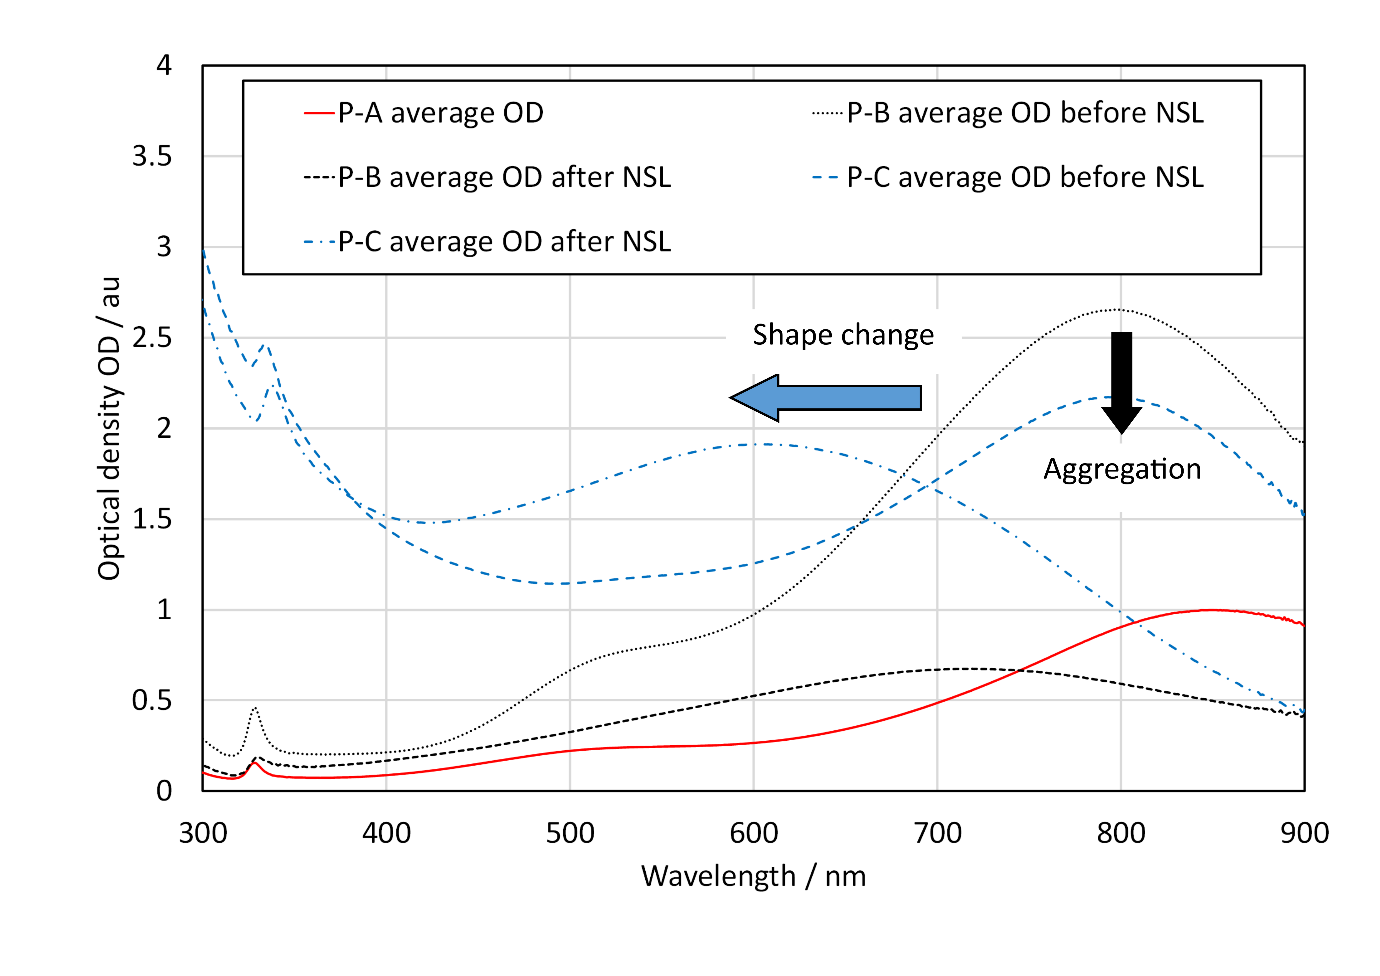 4
3.5
3
2.5
2
1.5
1
0.5
0
300 400 500 600 700 800 900
Optical density OD / au
Wavelength / nm
P-A average OD
P-B average OD before NSL
P-B average OD after NSL
P-C average OD before NSL
P-C average OD after NSL
Shape change
Aggregation